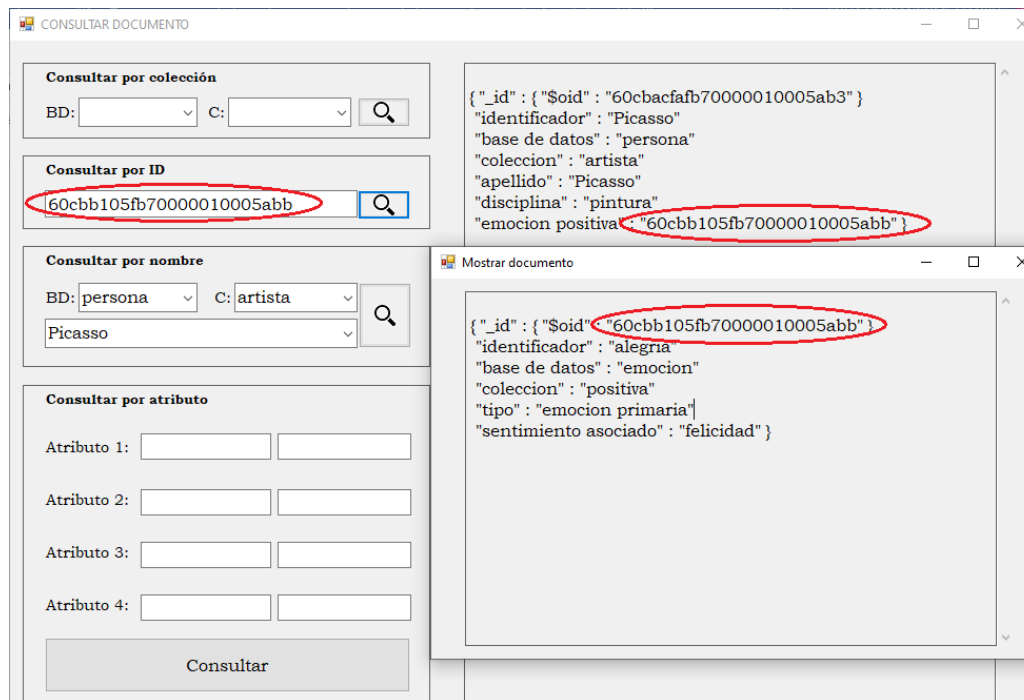 CONSULTAR DOCUMENTO
Consultar por colección
BD:
C:
Consultar por ID
60cbb105fb70000010005abb
Consultar por nombre
BD: persona
C: artista
Picasso
Consultar por atributo
Atributo 1:
Atributo 2:
Atributo 3:
Atributo 4:
Consultar
{ "_id" : { "$oid" : "60cbacfafb70000010005ab3" }
"identificador" : "Picasso"
"base de datos" : "persona"
"coleccion" : "artista"
"apellido" : "Picasso"
"disciplina" : "pintura"
"emocion positiva" : "60cbb105fb70000010005abb" }
Mostrar documento
{ "_id" : { "$oid" : "60cbb105fb70000010005abb" }
"identificador" : "alegria"
"base de datos" : "emocion"
"coleccion" : "positiva"
"tipo" : "emocion primaria"
"sentimiento asociado" : "felicidad" }